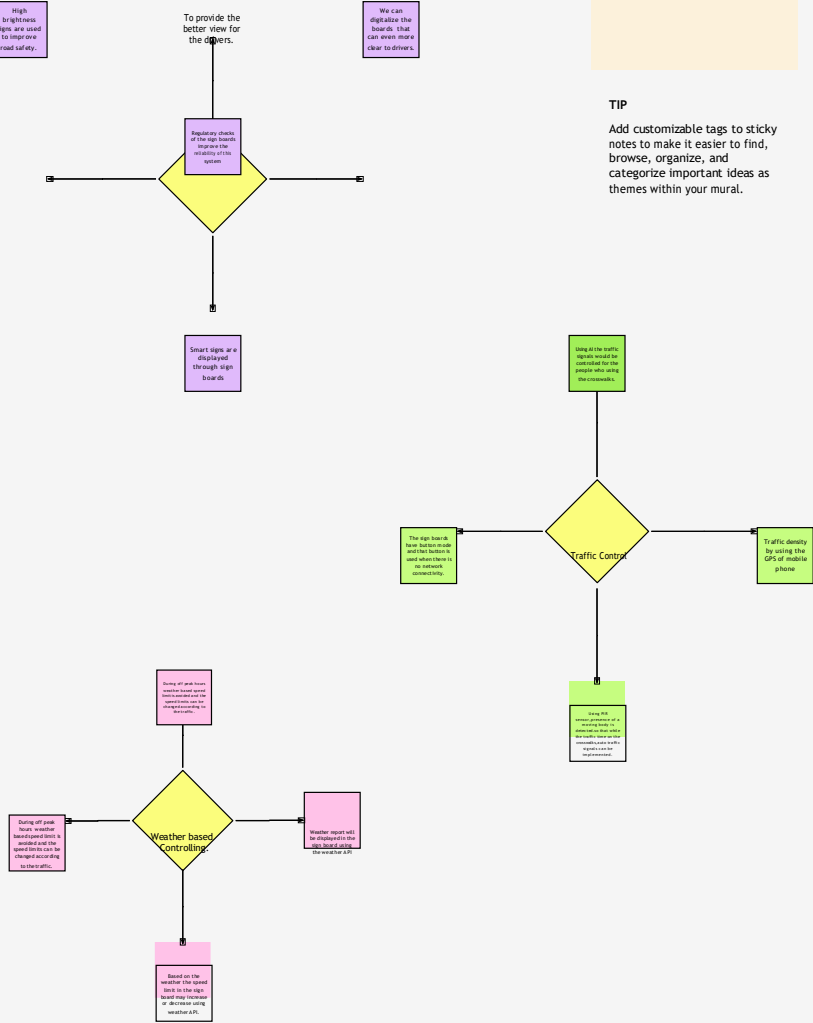 High
brightness
signs are used
to improve
road safety.
To provide the
better view for
the drivers.
We can
digitalize the
boards that
can even more
clear to drivers.
TIP
Add customizable tags to sticky
notes to make it easier to find,
browse, organize, and
categorize important ideas as
themes within your mural.
Regulatory checks
of the sign boards
improve the
reliability of this
system
Smart signs are
displayed
through sign
boards
Using AI the traffic
signals would be
controlled for the
people who using
the crosswalks.
The sign boards
have button mode
and that button is
used when there is
no network
connectivity.
Traffic Control
Traffic density
by using the
GPS of mobile
phone
Using PIR
sensor, presence of a
moving body is
detected so that while
the traffic time on the
crosswalks, auto traffic
signals can be
implemented.
During off peak hours
weather based speed
limit is avoided and the
speed limits can be
changed according to
the traffic.
During off peak
hours weather
based speed limit is
avoided and the
speed limits can be
changed according
to the traffic.
Weather based
Controlling.
Weather report will
be displayed in the
sign board using
the weather API
Based on the
weather the speed
limit in the sign
board may increase
or decrease using
weather API.